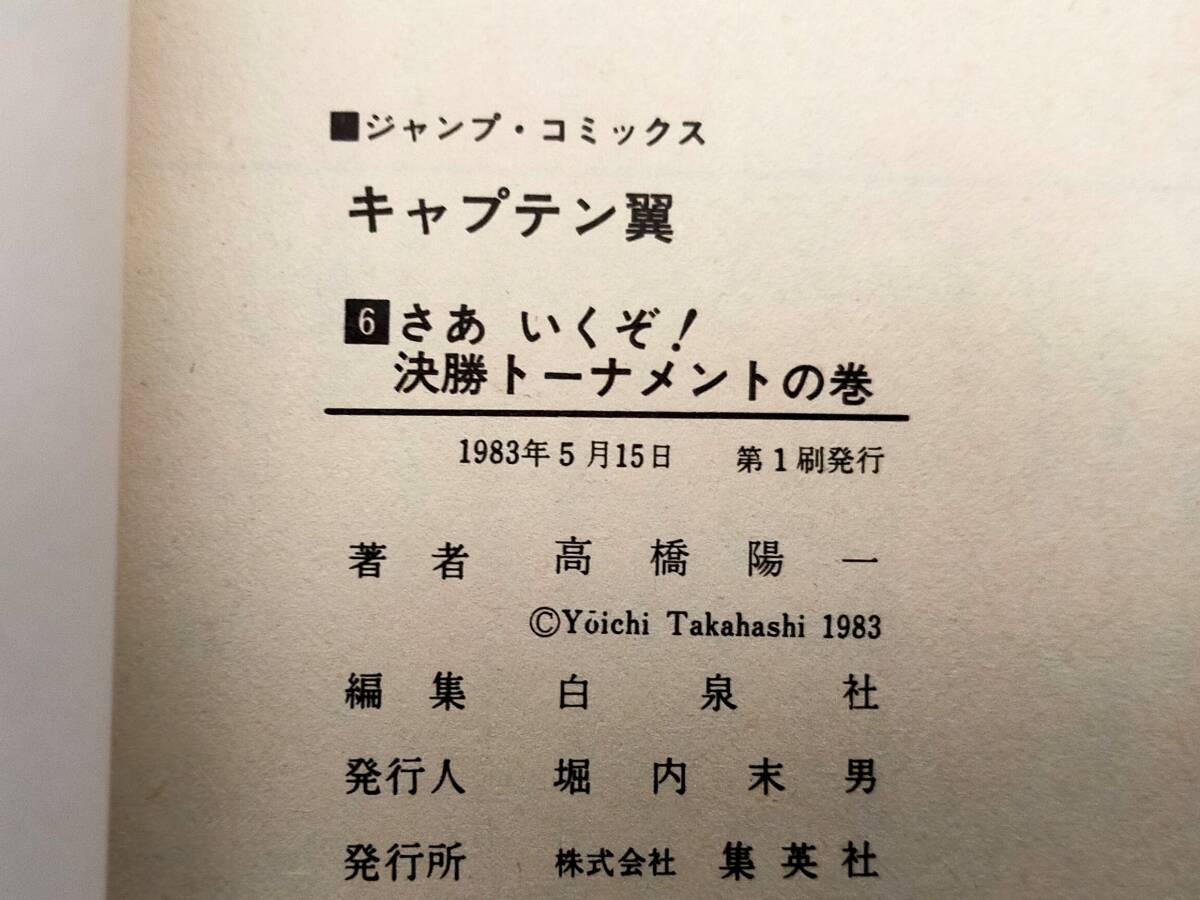 ■ジャンプ・コミックス
キャプテン翼
6 さあ いくぞ!
決勝トーナメントの巻
1983年5月15日 第1刷発行
著者 高橋陽一
©Yōichi Takahashi 1983
編集 白泉社
発行人 堀内末男
発行所 株式会社 集英社